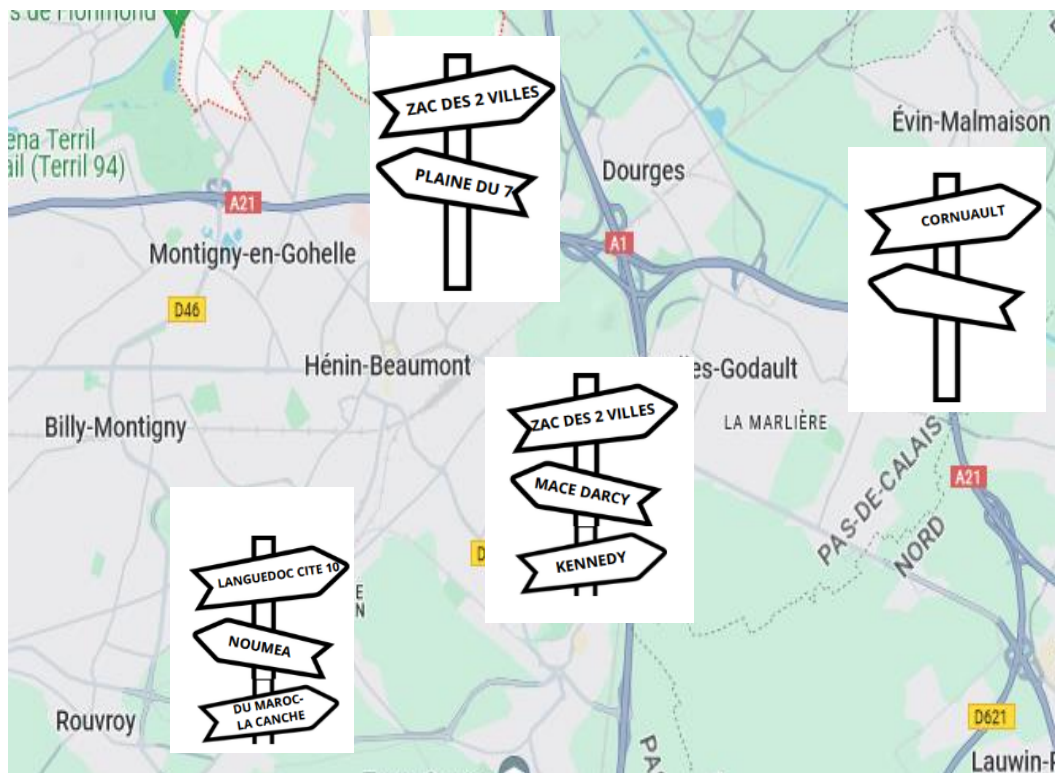 s de Florimond
ZAC DES 2 VILLES
PLAINE DU 7
Évin-Malmaison
ena Terril
ail (Terril 94)
Dourges
A21
CORNUAULT
A1
Montigny-en-Gohelle
D46
Hénin-Beaumont
es-Godault
ZAC DES 2 VILLES
LA MARLIÈRE
Billy-Montigny
MACE DARCY
A21
PAS-DE-CALAIS
NORD
KENNEDY
D
LANGUEDOC CITE 10
E
N
NOUMEA
DU MAROC-
LA CANCHE
Rouvroy
D621
PAS
Lauwin-P